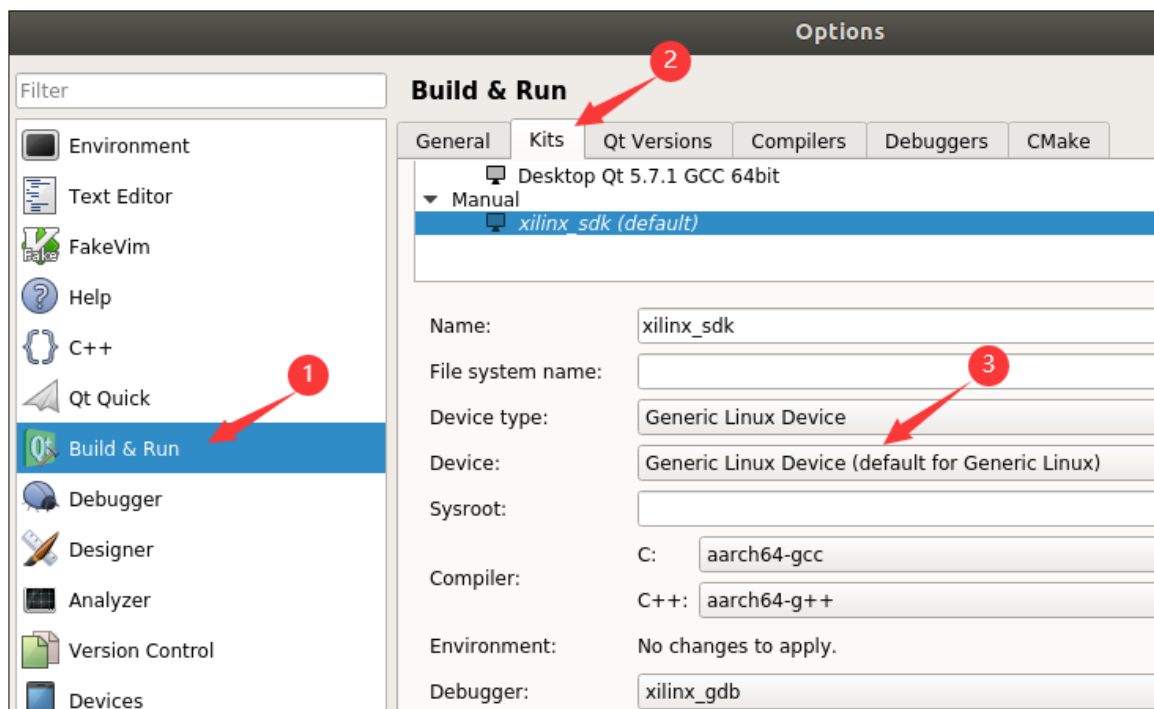 Options
2
Filter
Build & Run
General Kits Qt Versions Compilers Debuggers CMake
Environment
Text Editor
FakeVim
Help
C++
1
Qt Quick
Build & Run
Debugger
Designer
Analyzer
Version Control
Devices
Desktop Qt 5.7.1 GCC 64bit
Manual
xilinx_sdk (default)
Name: xilinx_sdk
File system name:
3
Device type: Generic Linux Device
Device: Generic Linux Device (default for Generic Linux)
Sysroot:
Compiler:
C: aarch64-gcc
C++: aarch64-g++
Environment: No changes to apply.
Debugger: xilinx_gdb